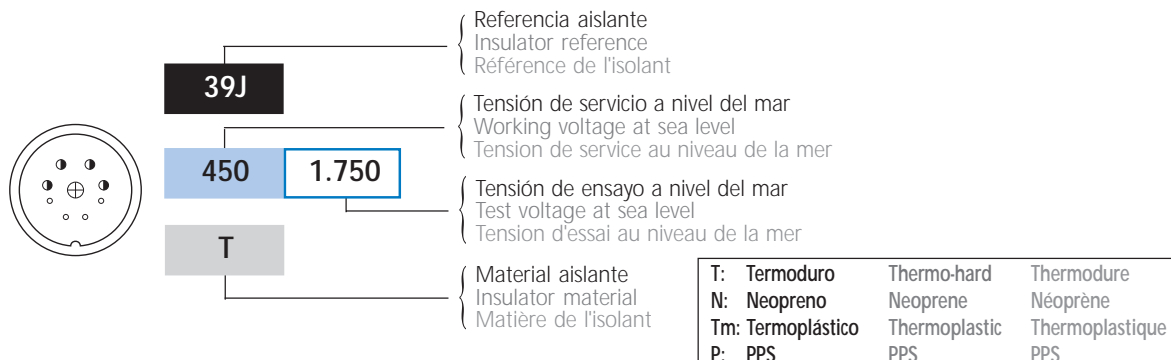 Referencia aislante
Insulator reference
Référence de l'isolant
39J
Tensión de servicio a nivel del mar
Working voltage at sea level
Tension de service au niveau de la mer
450 1.750
Tensión de ensayo a nivel del mar
Test voltage at sea level
Tension d'essai au niveau de la mer
T
Material aislante
Insulator material
Matière de l'isolant
T: Termoduro Thermo-hard Thermodure
N: Neopreno Neoprene Néoprène
Tm: Termoplástico Thermoplastic Thermoplastique
P: PPS PPS PPS